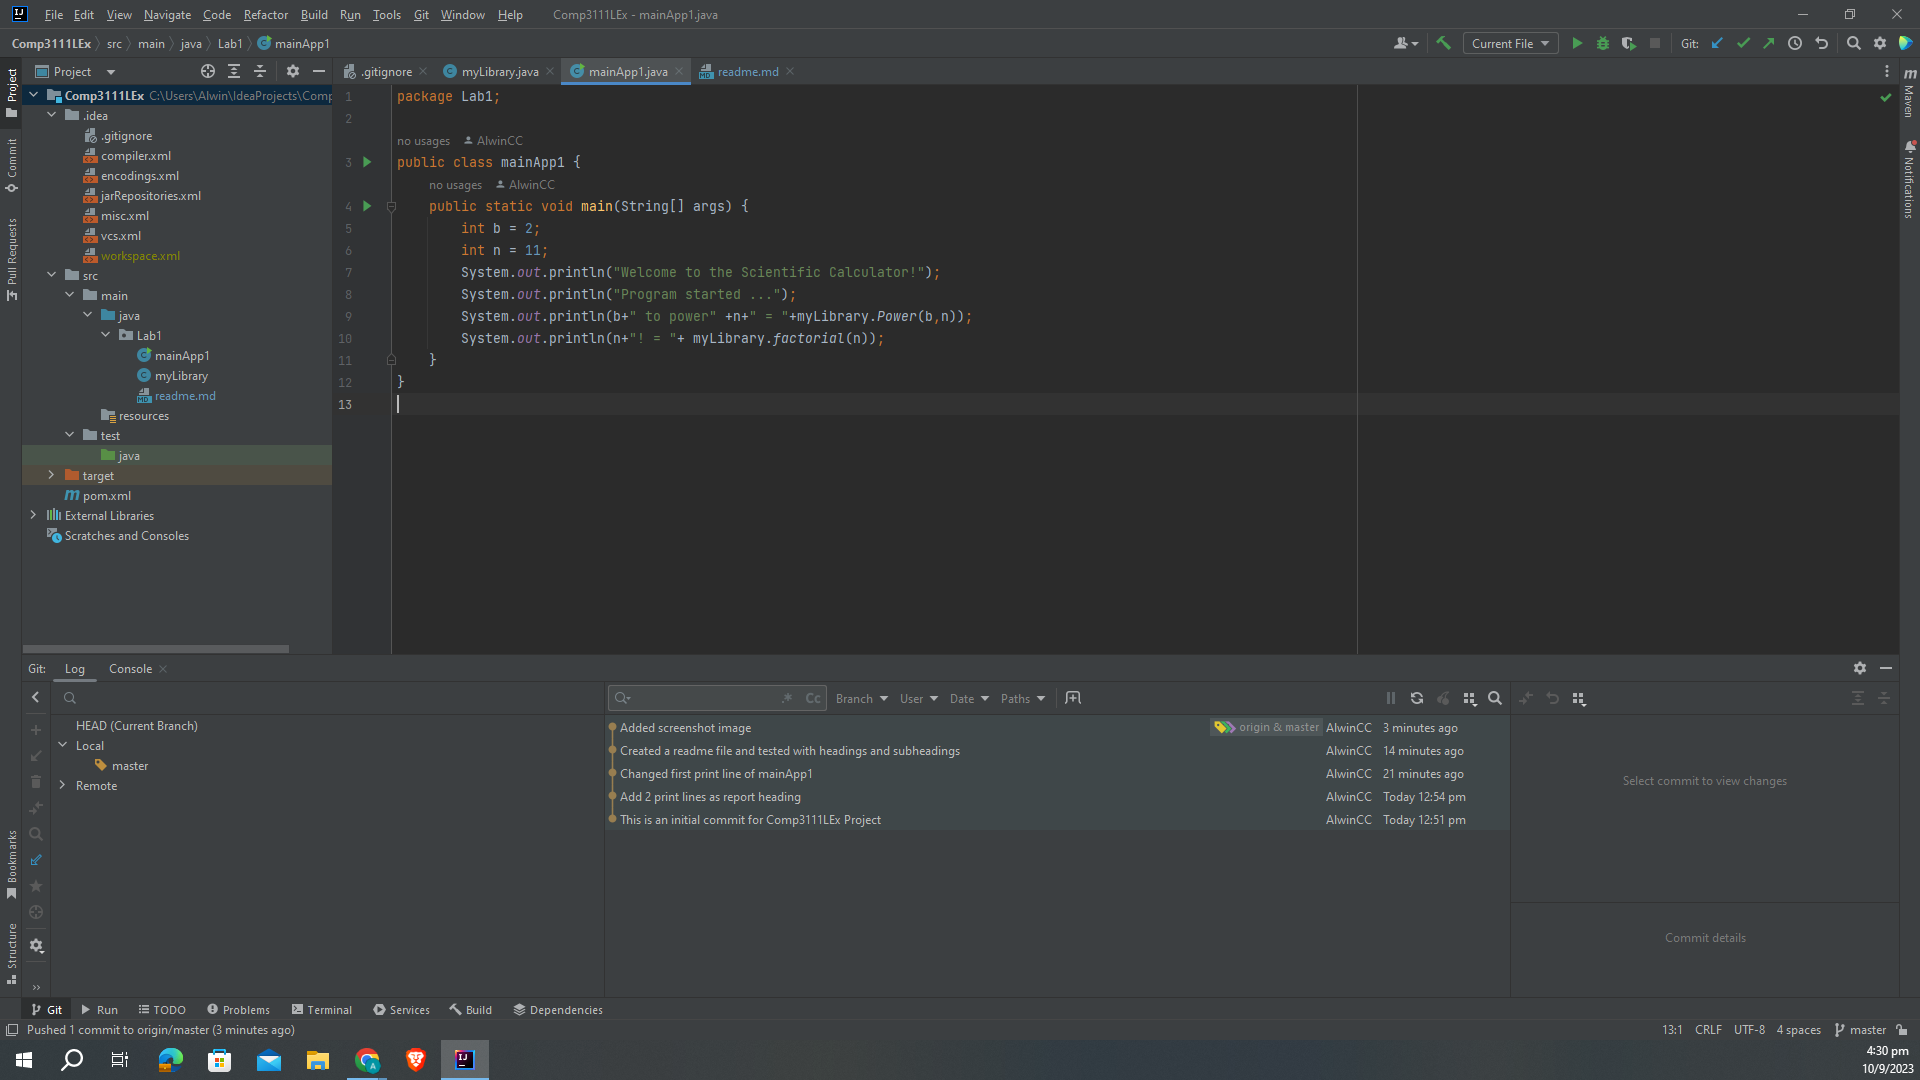 File Edit View Navigate Code Refactor Build Run Tools Git Window Help Comp3111LEx - mainApp1.java
Comp3111LEx src main java Lab1 mainApp1
Current File
Git:
Project
.gitignore
myLibrary.java
mainApp1.java
readme.md
Project
Commit
Pull Requests
Bookmarks
Structure
Maven
Notifications
Comp3111LEx C:\Users\Alwin\IdeaProjects\Comp
.idea
.gitignore
compiler.xml
encodings.xml
jarRepositories.xml
misc.xml
vcs.xml
workspace.xml
src
main
java
Lab1
mainApp1
myLibrary
readme.md
resources
test
java
target
pom.xml
External Libraries
Scratches and Consoles
1 package Lab1;
2
no usages AlwinCC
3 public class mainApp1 {
no usages AlwinCC
4 public static void main(String[] args) {
5 int b = 2;
6 int n = 11;
7 System.out.println("Welcome to the Scientific Calculator!");
8 System.out.println("Program started ...");
9 System.out.println(b+" to power" +n+" = "+myLibrary.Power(b,n));
10 System.out.println(n+"! = "+ myLibrary.factorial(n));
11 }
12 }
13
Git: Log Console
HEAD (Current Branch)
Local
master
Remote
.* Cc Branch User Date Paths
Added screenshot image origin & master AlwinCC 3 minutes ago
Created a readme file and tested with headings and subheadings AlwinCC 14 minutes ago
Changed first print line of mainApp1 AlwinCC 21 minutes ago
Add 2 print lines as report heading AlwinCC Today 12:54 pm
This is an initial commit for Comp3111LEx Project AlwinCC Today 12:51 pm
Select commit to view changes
Commit details
Git Run TODO Problems Terminal Services Build Dependencies
Pushed 1 commit to origin/master (3 minutes ago) 13:1 CRLF UTF-8 4 spaces master
4:30 pm
10/9/2023